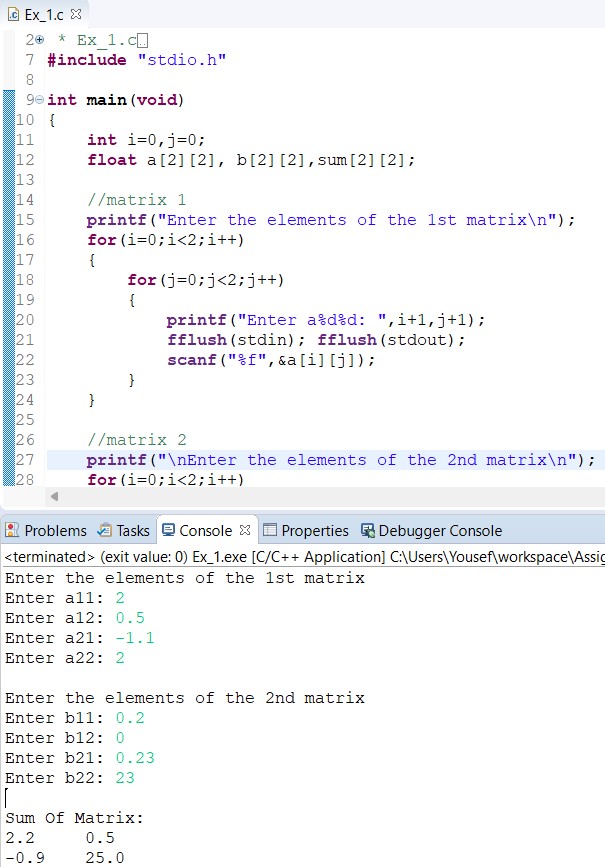 Ex_1.c
2 * Ex_1.c
7 #include "stdio.h"
8
9 int main(void)
10 {
11 int i=0,j=0;
12 float a[2][2], b[2][2],sum[2][2];
13
14 //matrix 1
15 printf("Enter the elements of the 1st matrix\n");
16 for(i=0;i<2;i++)
17 {
18 for(j=0;j<2;j++)
19 {
20 printf("Enter a%d%d: ",i+1,j+1);
21 fflush(stdin); fflush(stdout);
22 scanf("%f",&a[i][j]);
23 }
24 }
25
26 //matrix 2
27 printf("\nEnter the elements of the 2nd matrix\n");
28 for(i=0;i<2;i++)
Problems Tasks Console Properties Debugger Console
<terminated> (exit value: 0) Ex_1.exe [C/C++ Application] C:\Users\Yousef\workspace\Assig
Enter the elements of the 1st matrix
Enter a11: 2
Enter a12: 0.5
Enter a21: -1.1
Enter a22: 2
Enter the elements of the 2nd matrix
Enter b11: 0.2
Enter b12: 0
Enter b21: 0.23
Enter b22: 23
Sum Of Matrix:
2.2 0.5
-0.9 25.0